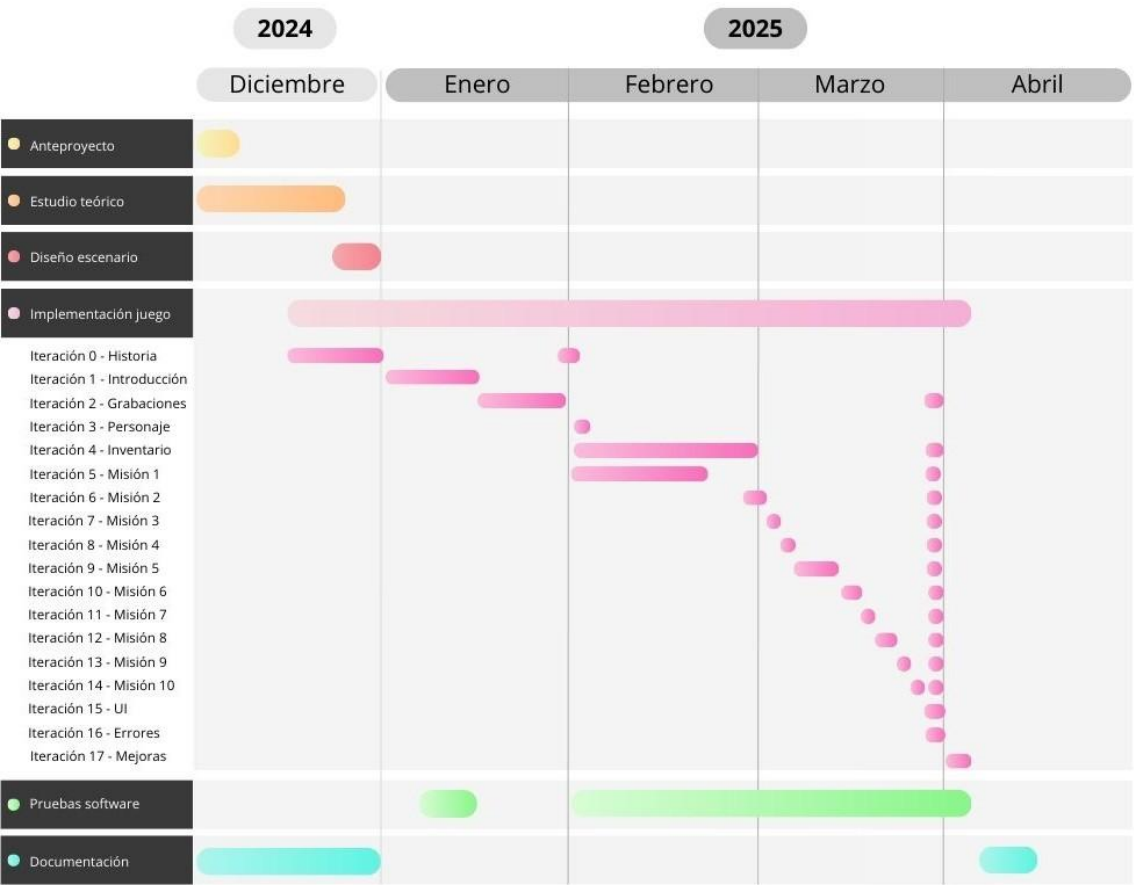 2024
2025
Diciembre
Enero
Febrero
Marzo
Abril
Anteproyecto
Estudio teórico
Diseño escenario
Implementación juego
Iteración 0 - Historia
Iteración 1 - Introducción
Iteración 2 - Grabaciones
Iteración 3 - Personaje
Iteración 4 - Inventario
Iteración 5 - Misión 1
Iteración 6 - Misión 2
Iteración 7 - Misión 3
Iteración 8 - Misión 4
Iteración 9 - Misión 5
Iteración 10 - Misión 6
Iteración 11 - Misión 7
Iteración 12 - Misión 8
Iteración 13 - Misión 9
Iteración 14 - Misión 10
Iteración 15 - UI
Iteración 16 - Errores
Iteración 17 - Mejoras
Pruebas software
Documentación